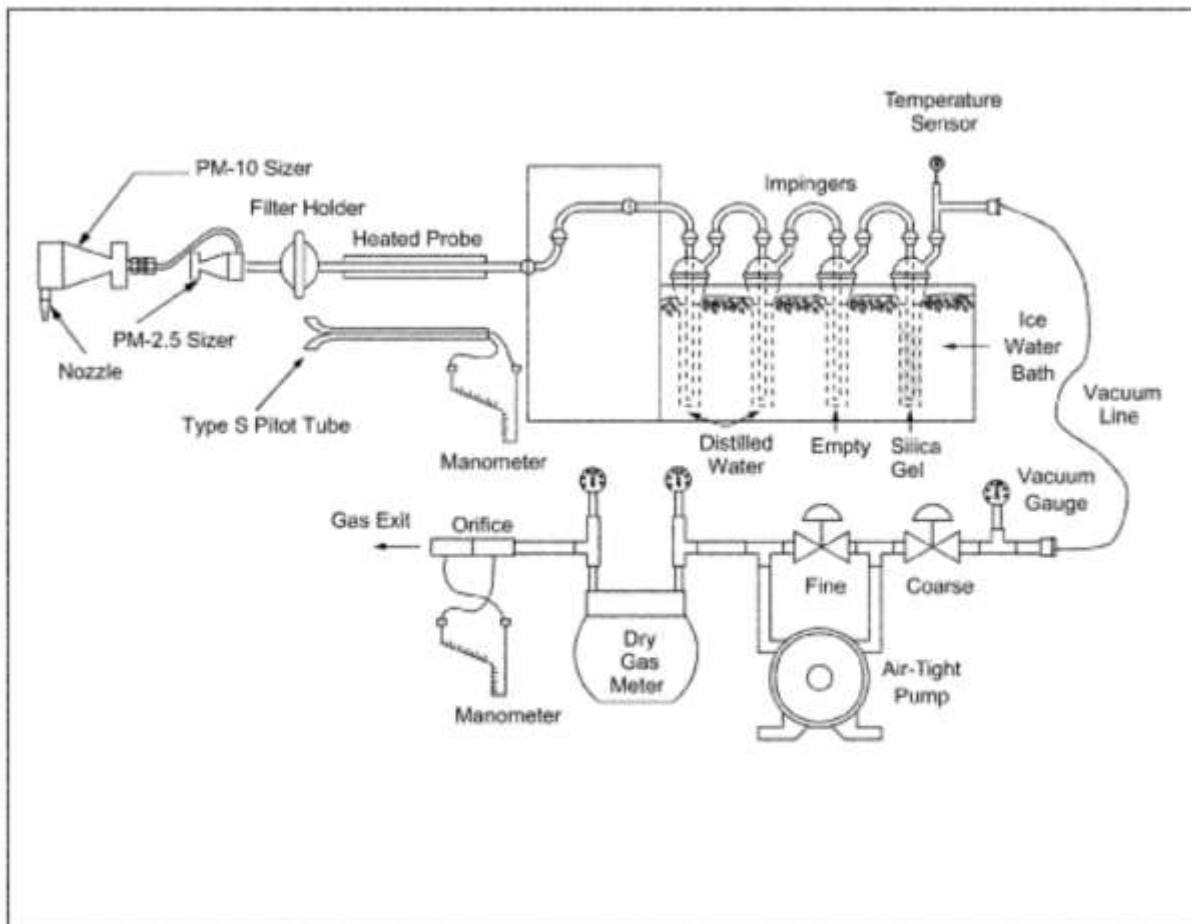 Temperature
Sensor
PM-10 Sizer
Impingers
Filter Holder
Heated Probe
PM-2.5 Sizer
Nozzle
Ice
Water
Bath
Type S Pilot Tube
Vacuum
Line
Manometer
Distilled
Water
Empty
Silica
Gel
Vacuum
Gauge
Gas Exit
Orifice
Fine
Coarse
Dry
Gas
Meter
Air-Tight
Pump
Manometer